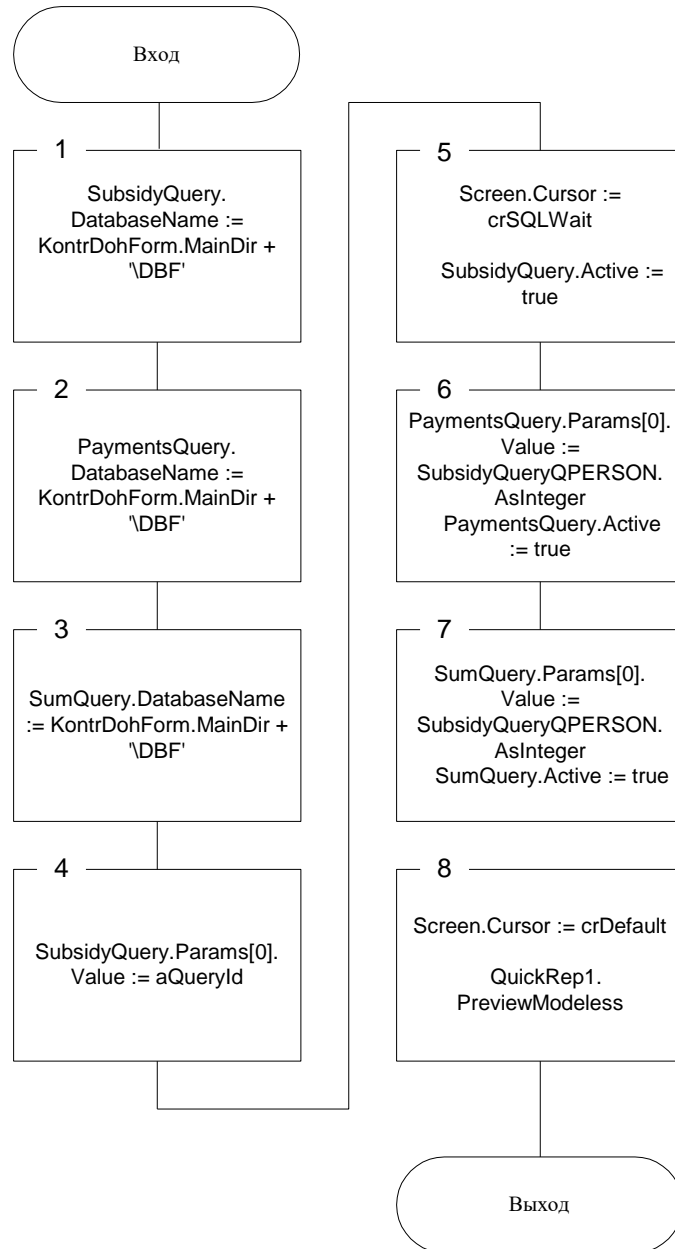 Вход
1
SubsidyQuery.
DatabaseName :=
KontrDohForm.MainDir +
'\DBF'
2
PaymentsQuery.
DatabaseName :=
KontrDohForm.MainDir +
'\DBF'
3
SumQuery.DatabaseName
:= KontrDohForm.MainDir +
'\DBF'
4
SubsidyQuery.Params[0].
Value := aQueryId
5
Screen.Cursor :=
crSQLWait
SubsidyQuery.Active :=
true
6
PaymentsQuery.Params[0].
Value :=
SubsidyQueryQPERSON.
AsInteger
PaymentsQuery.Active
:= true
7
SumQuery.Params[0].
Value :=
SubsidyQueryQPERSON.
AsInteger
SumQuery.Active := true
8
Screen.Cursor := crDefault
QuickRep1.
PreviewModeless
Выход